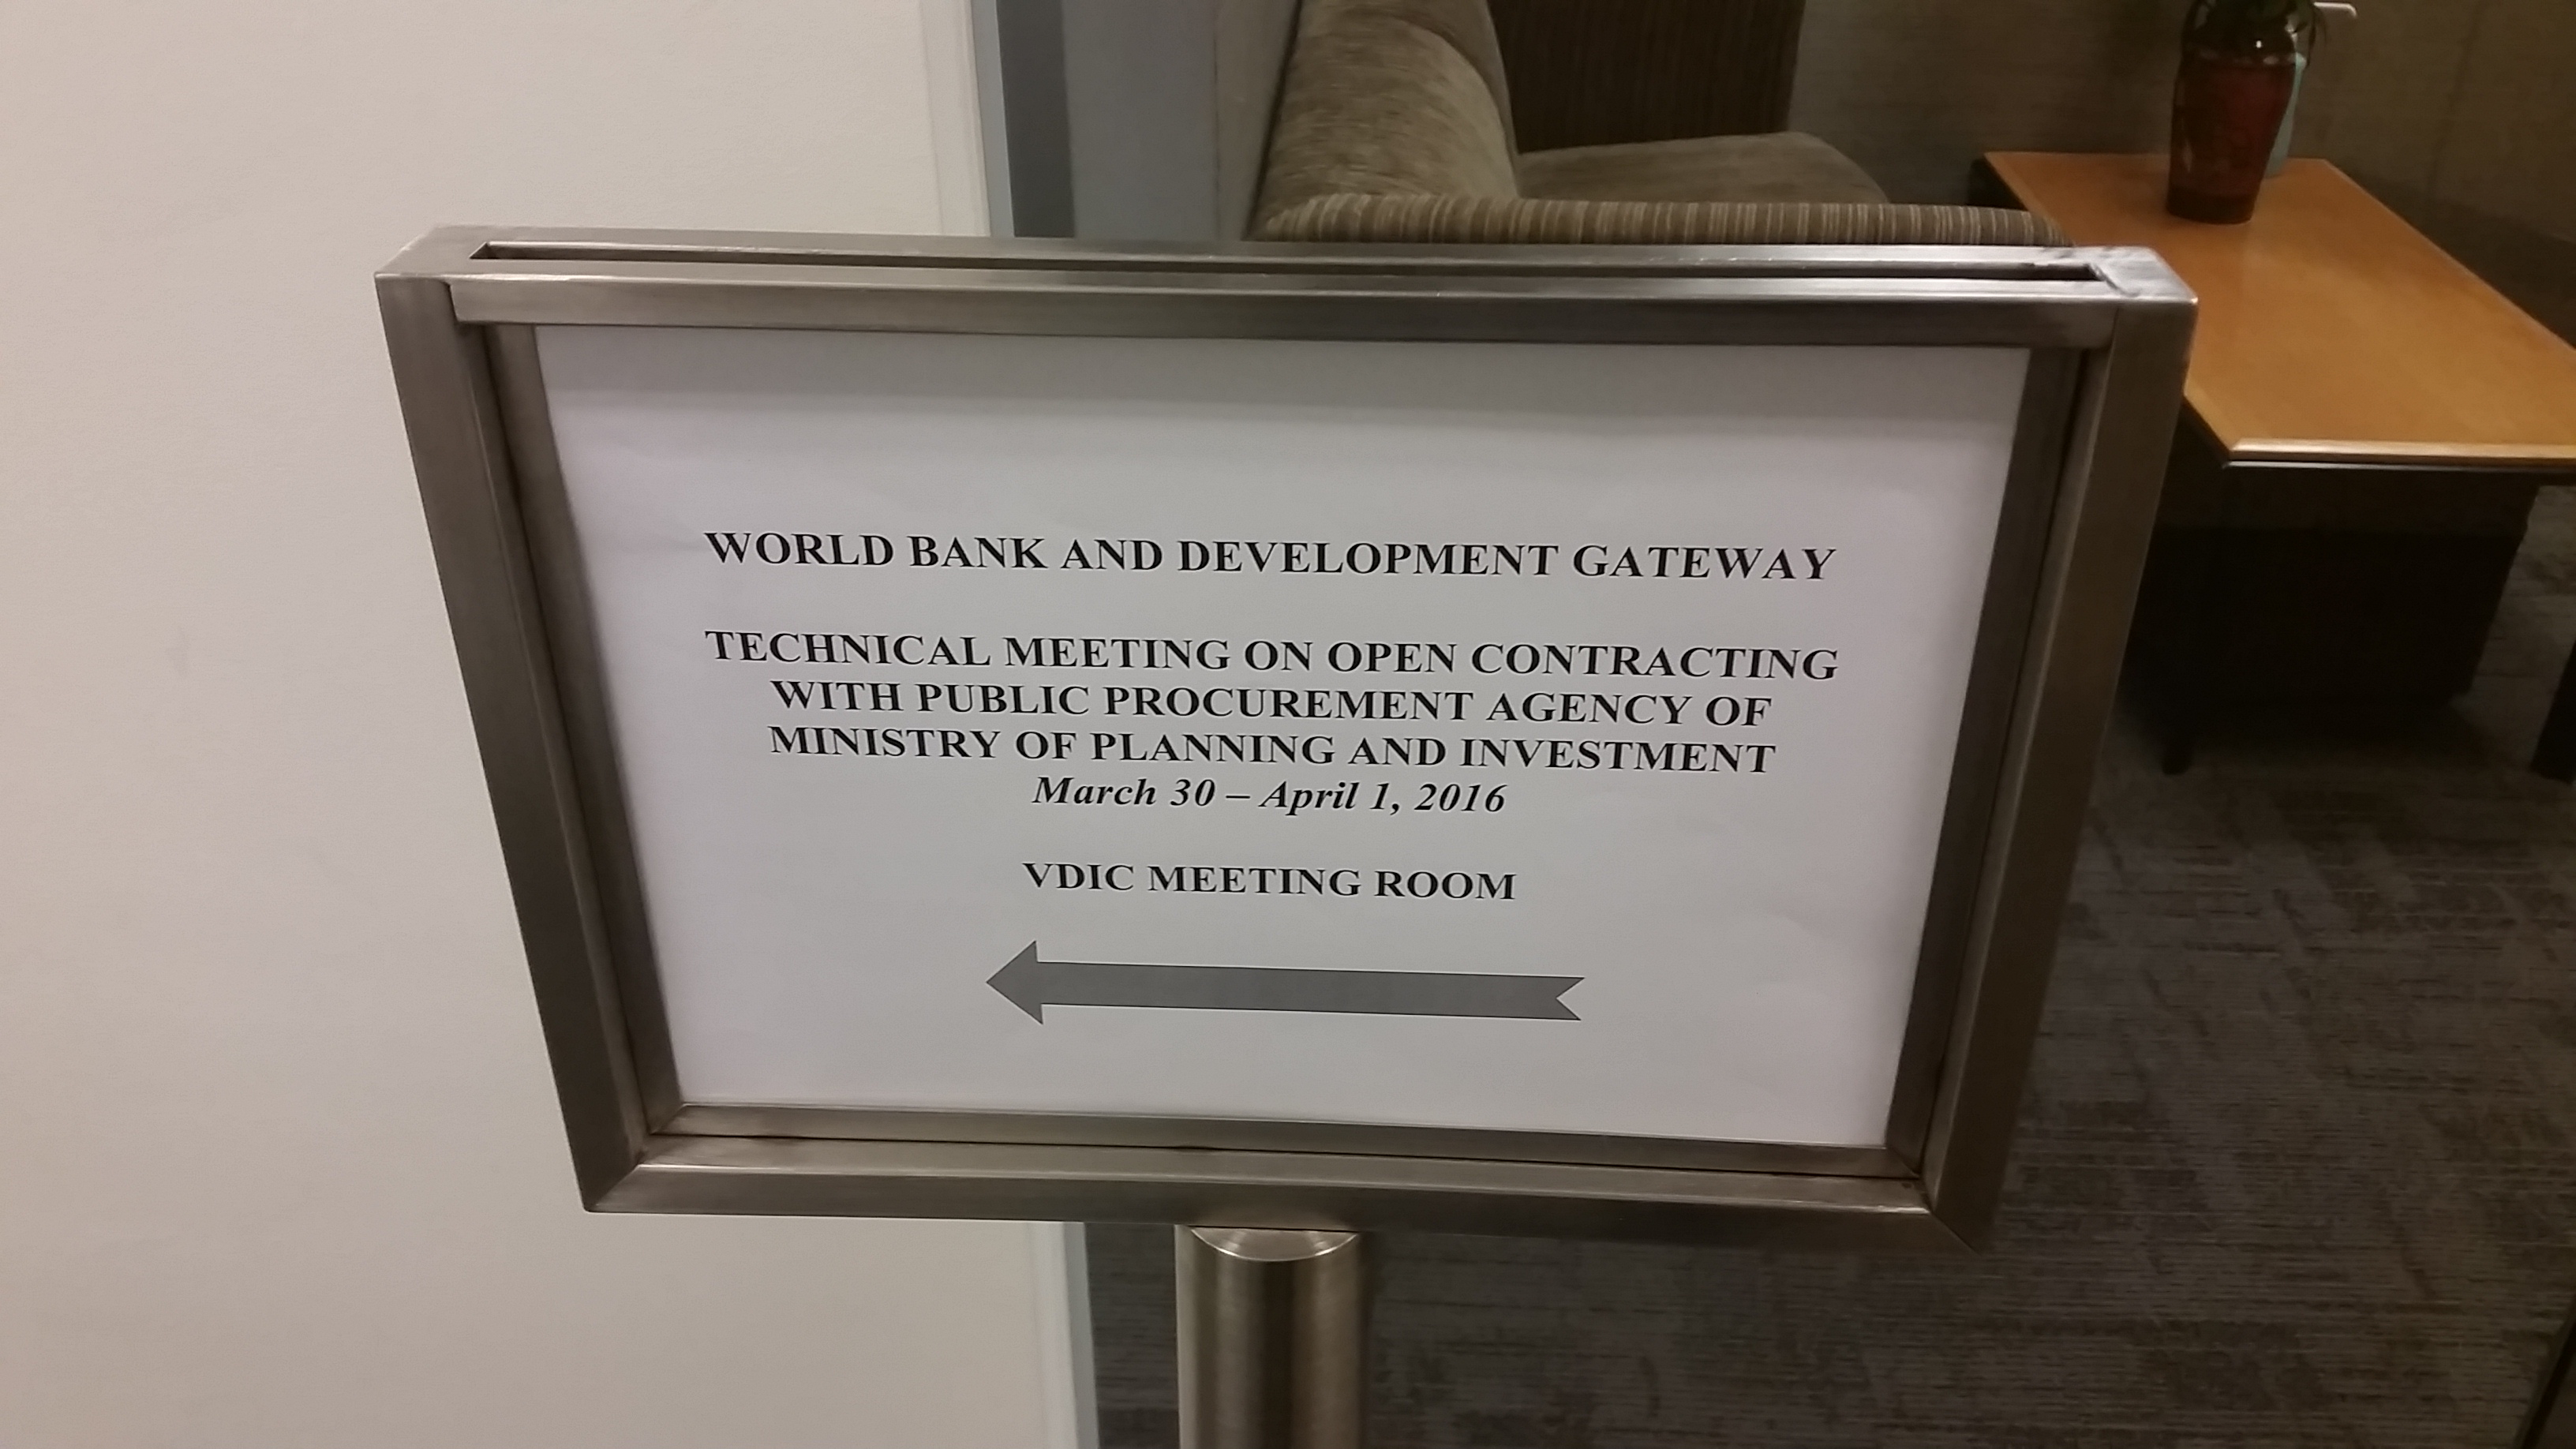 WORLD BANK AND DEVELOPMENT GATEWAY
TECHNICAL MEETING ON OPEN CONTRACTING
WITH PUBLIC PROCUREMENT AGENCY OF
MINISTRY OF PLANNING AND INVESTMENT
March 30 – April 1, 2016
VDIC MEETING ROOM